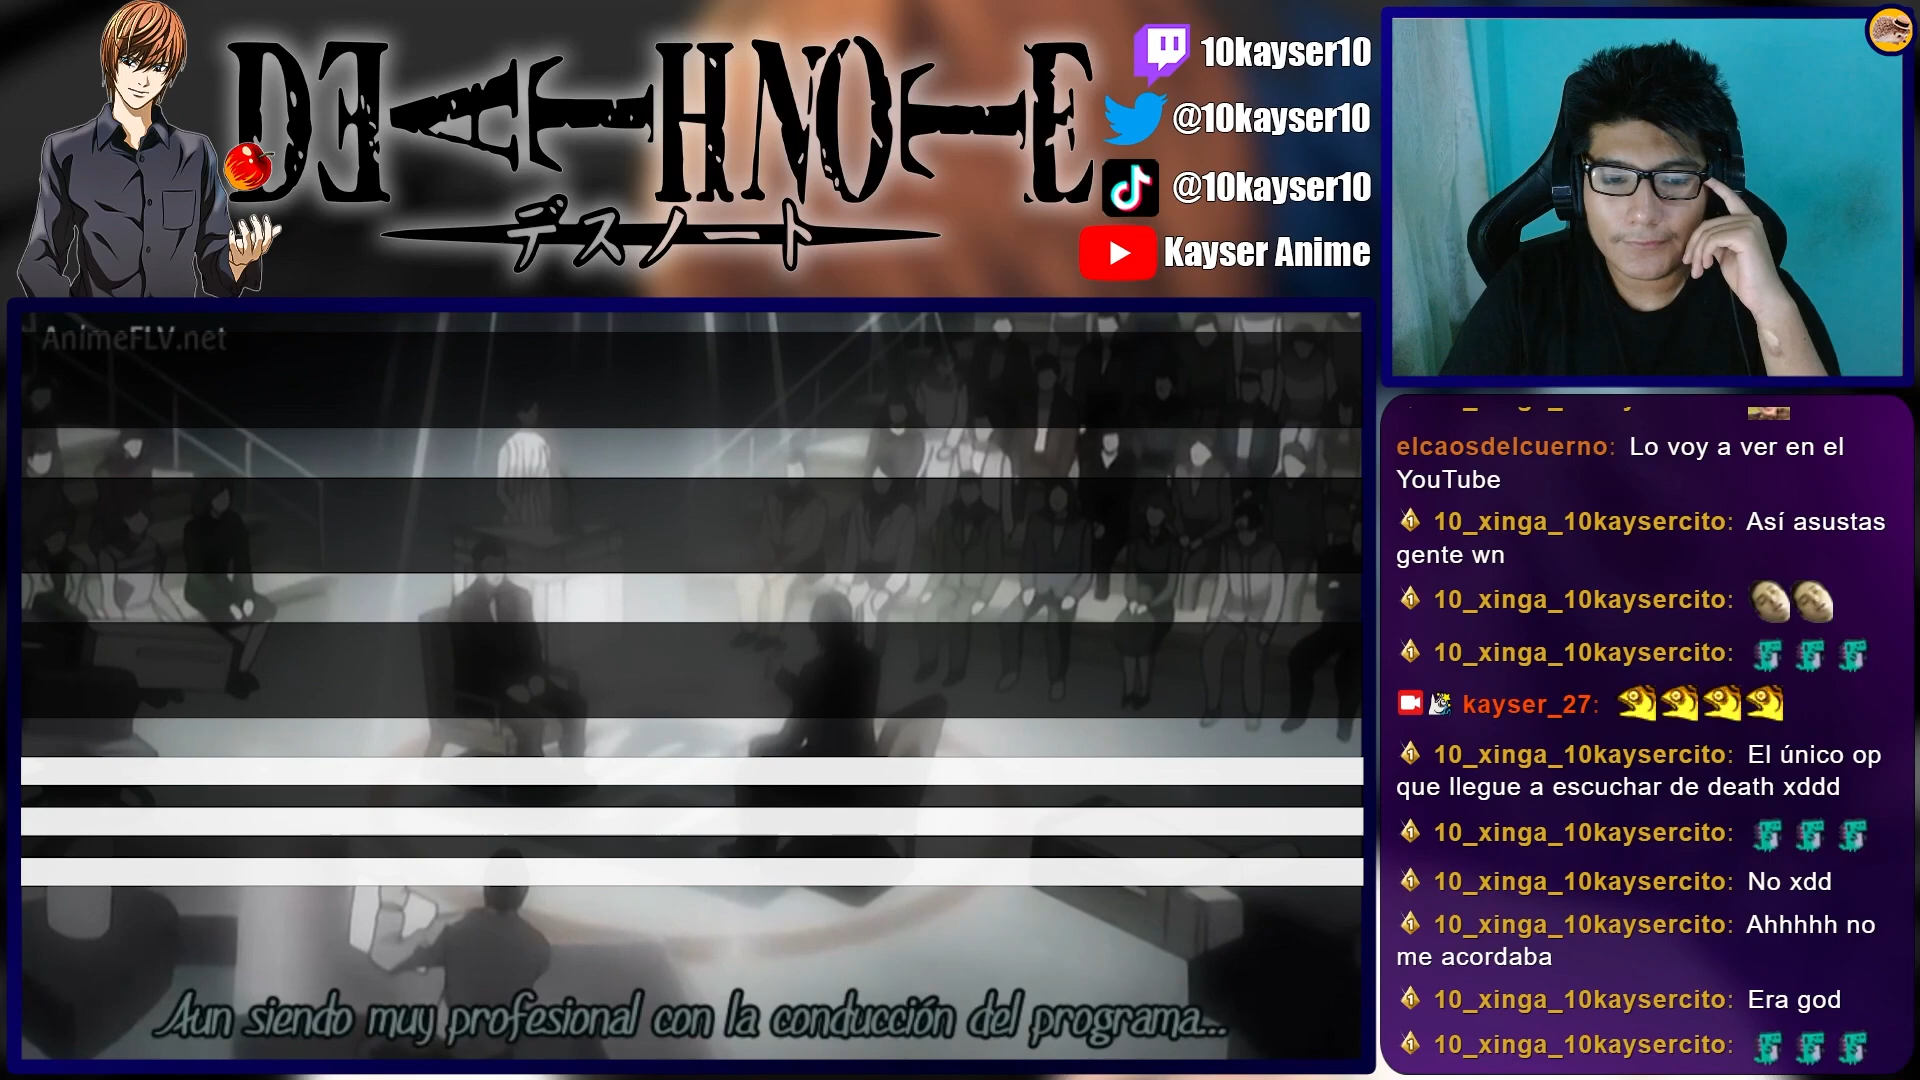 DEATH NOTE
デスノート
10kayser10
@10kayser10
@10kayser10
Kayser Anime
AnimeFLV.net
Aun siendo muy profesional con la conducción del programa...
elcaosdelcuerno: Lo voy a ver en el
YouTube
10_xinga_10kaysercito: Así asustas
gente wn
10_xinga_10kaysercito:
10_xinga_10kaysercito:
kayser_27:
10_xinga_10kaysercito: El único op
que llegue a escuchar de death xddd
10_xinga_10kaysercito:
10_xinga_10kaysercito: No xdd
10_xinga_10kaysercito: Ahhhhh no
me acordaba
10_xinga_10kaysercito: Era god
10_xinga_10kaysercito: